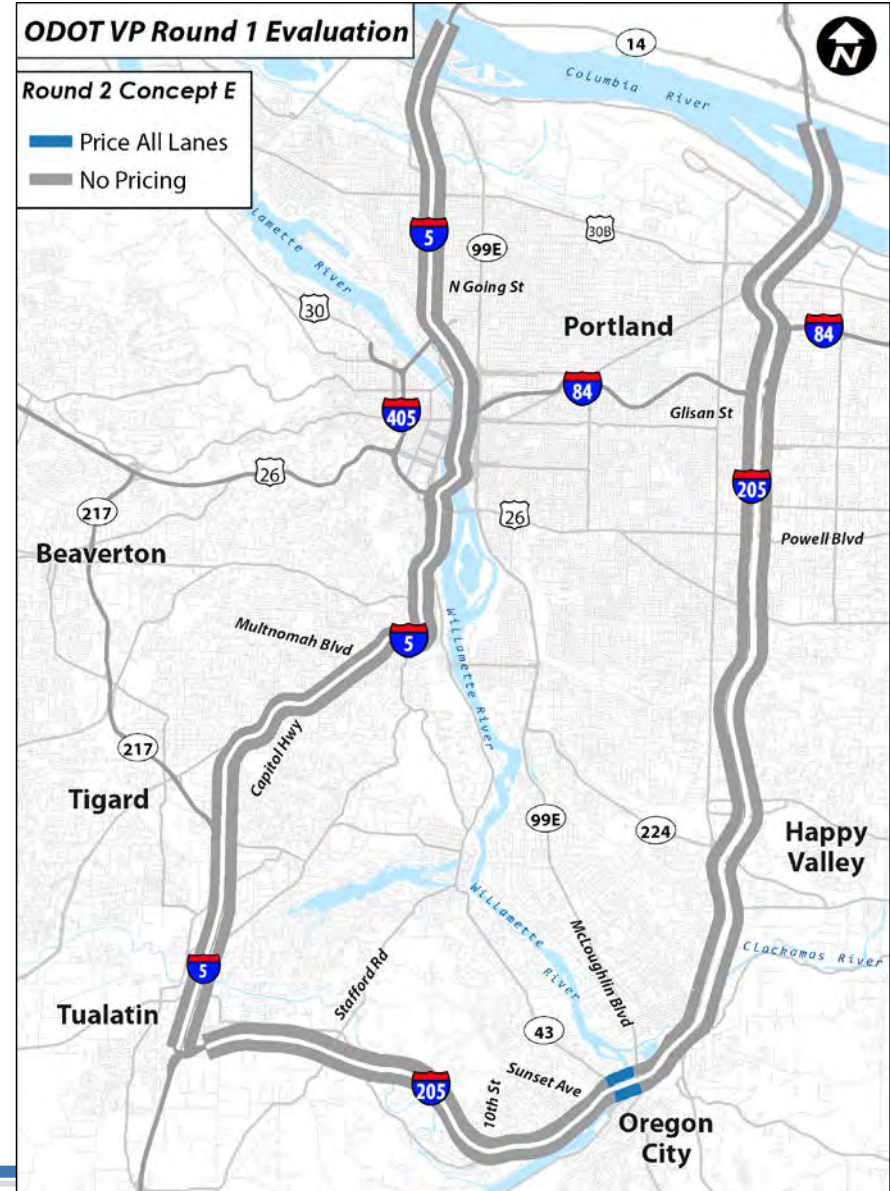 ODOT VP Round 1 Evaluation
Round 2 Concept E
Price All Lanes
No Pricing
N
14
Columbia River
5
99E
30B
N Going St
lamette River
30
Portland
84
84
405
Glisan St
26
205
217
26
Beaverton
Powell Blvd
Multnomah Blvd
5
Willamette River
217
Capitol Hwy
Tigard
99E
224
Happy
Valley
Willamette River
McLoughlin Blvd
Clackamas River
5
Stafford Rd
Tualatin
43
Sunset Ave
10th St
205
Oregon
City